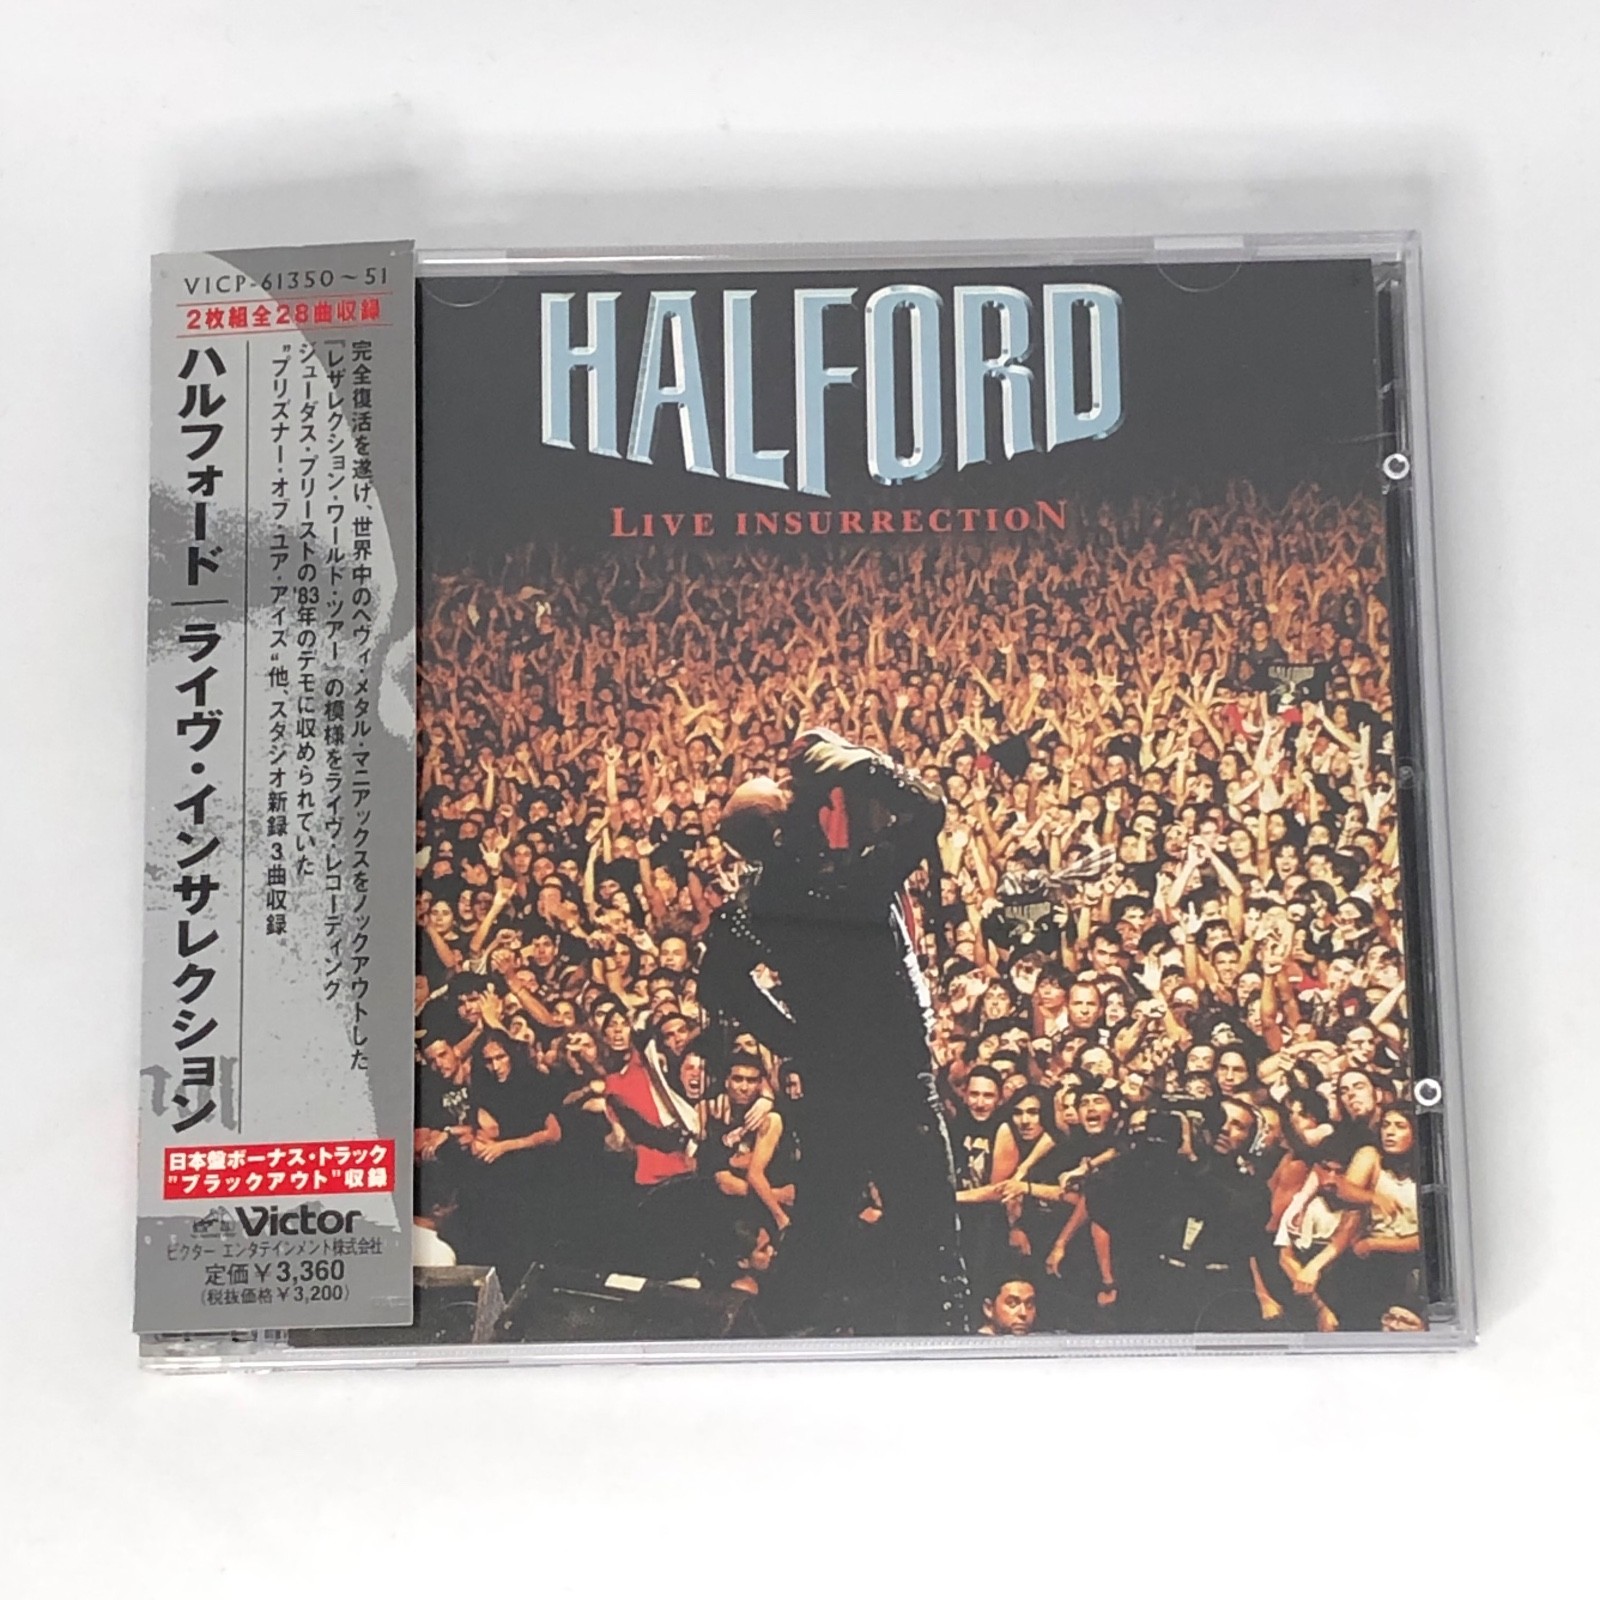 VICP-61350～51
2枚組全28曲収録
ハルフォード｜ライヴ・インサレクション
完全復活を遂げ、世界中のヘヴィ・メタル・マニアックスをノックアウトした
「レザレクション・ワールド・ツアー」の模様をライヴ・レコーディング
ジューダス・プリーストの'83年のデモに収められていた
"プリズナー・オブ・ユア・アイズ"他、スタジオ新録3曲収録
日本盤ボーナス・トラック
"ブラックアウト"収録
Victor
ビクター エンタテインメント株式会社
定価￥3,360
(税抜価格￥3,200)
HALFORD
LIVE INSURRECTION
HALFORD
HALFORD